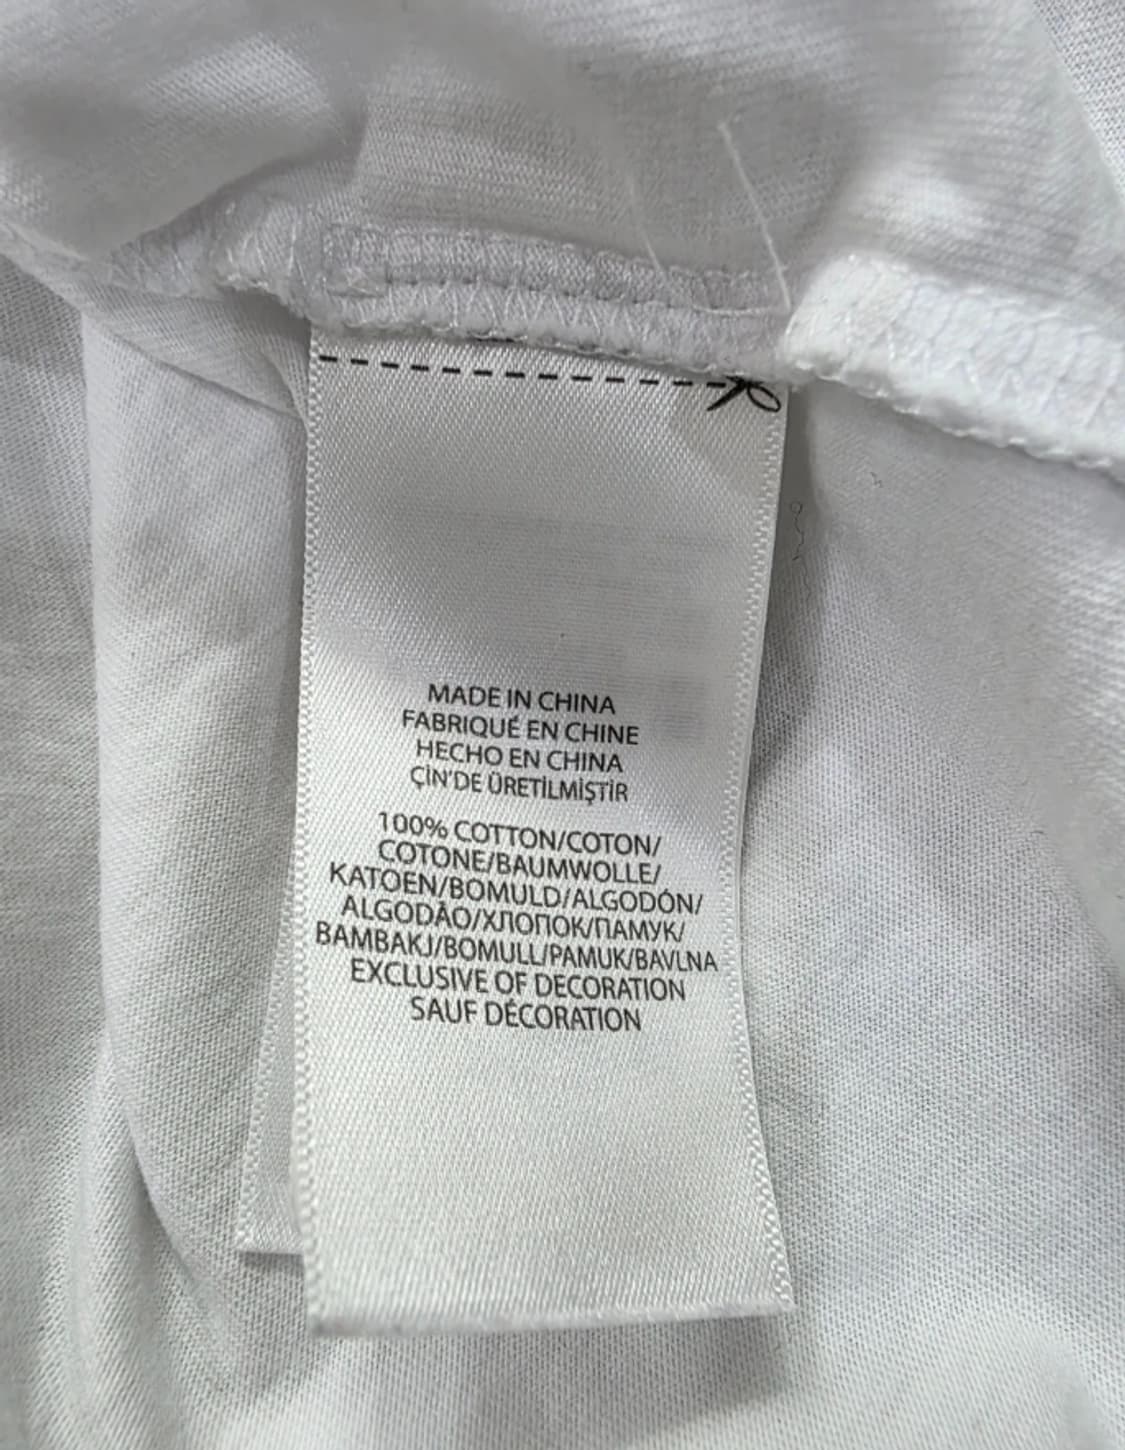 MADE IN CHINA
FABRIQUÉ EN CHINE
HECHO EN CHINA
ÇİN'DE ÜRETİLMİŞTİR
100% COTTON/COTON/
COTONE/BAUMWOLLE/
KATOEN/BOMULD/ALGODÓN/
ALGODÃO/ХЛОПОК/ПАМУК/
BAMBAKJ/BOMULL/PAMUK/BAVLNA
EXCLUSIVE OF DECORATION
SAUF DÉCORATION